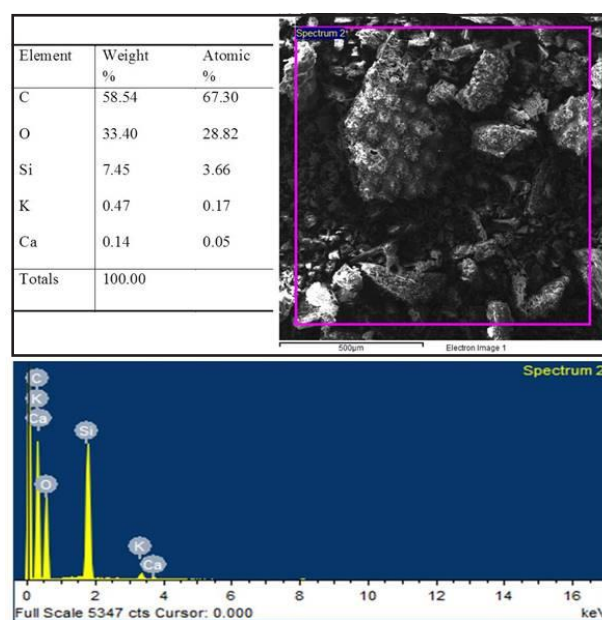 Element Weight % Atomic %
C 58.54 67.30
O 33.40 28.82
Si 7.45 3.66
K 0.47 0.17
Ca 0.14 0.05
Totals 100.00
Spectrum 2
500µm Electron Image 1
Spectrum 2
C
K
Ca
O
Si
K
Ca
0 2 4 6 8 10 12 14 16
Full Scale 5347 cts Cursor: 0.000 keV